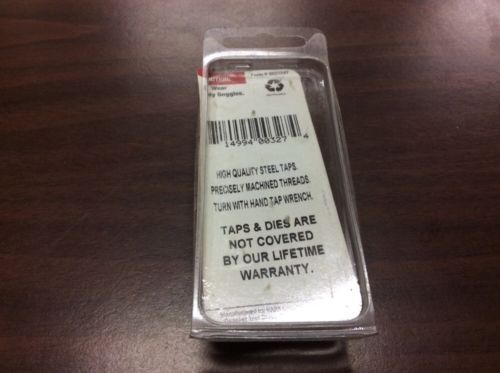 Wear
Goggles.
14994"00327 4
HIGH QUALITY STEEL TAPS.
PRECISELY MACHINED THREADS.
TURN WITH HAND TAP WRENCH.
TAPS & DIES ARE
NOT COVERED
BY OUR LIFETIME
WARRANTY.